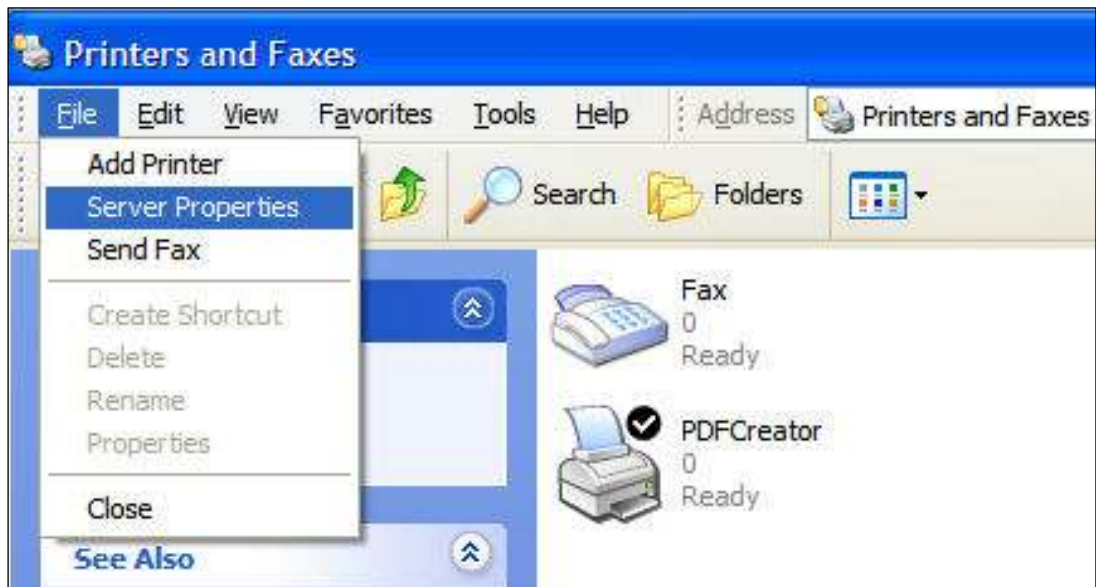 Printers and Faxes
File Edit View Favorites Tools Help Address Printers and Faxes
Search Folders
Add Printer
Server Properties
Send Fax
Create Shortcut
Delete
Rename
Properties
Close
See Also
Fax
0
Ready
PDFCreator
0
Ready